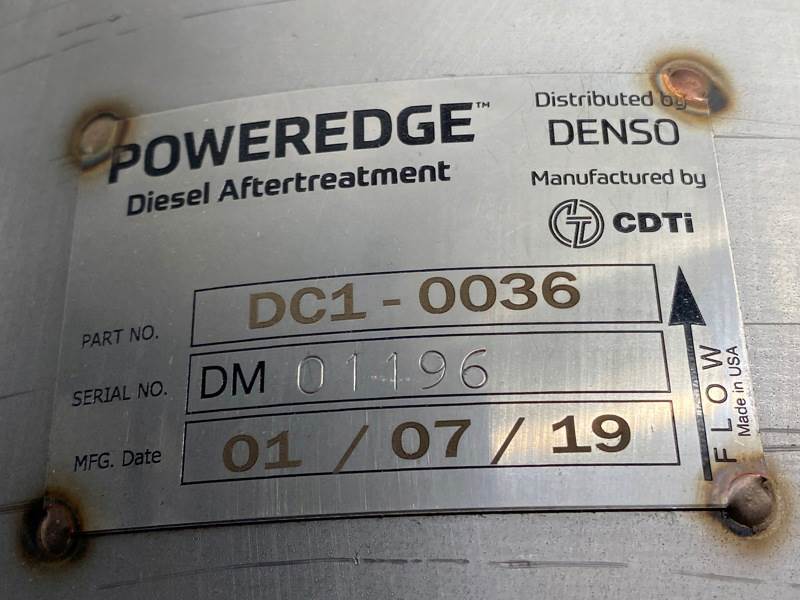 POWEREDGE™
Diesel Aftertreatment
Distributed by
DENSO
Manufactured by
CDTi
PART NO. DC1 - 0036
SERIAL NO. DM 01196
MFG. Date 01 / 07 / 19
FLOW
Made in USA